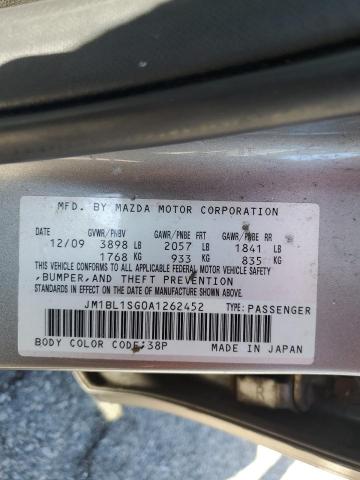 MFD. BY MAZDA MOTOR CORPORATION
DATE GVWR/PNBV GAWR/PNBE FRT GAWR/PNBE RR
12/09 3898 LB 2057 LB 1841 LB
1768 KG 933 KG 835 KG
THIS VEHICLE CONFORMS TO ALL APPLICABLE FEDERAL MOTOR VEHICLE SAFETY
,BUMPER,AND THEFT PREVENTION
STANDARDS IN EFFECT ON THE DATE OF MANUFACTURE SHOWN ABOVE.
JM1BL1SG0A1262452 TYPE:PASSENGER
BODY COLOR CODE:38P MADE IN JAPAN